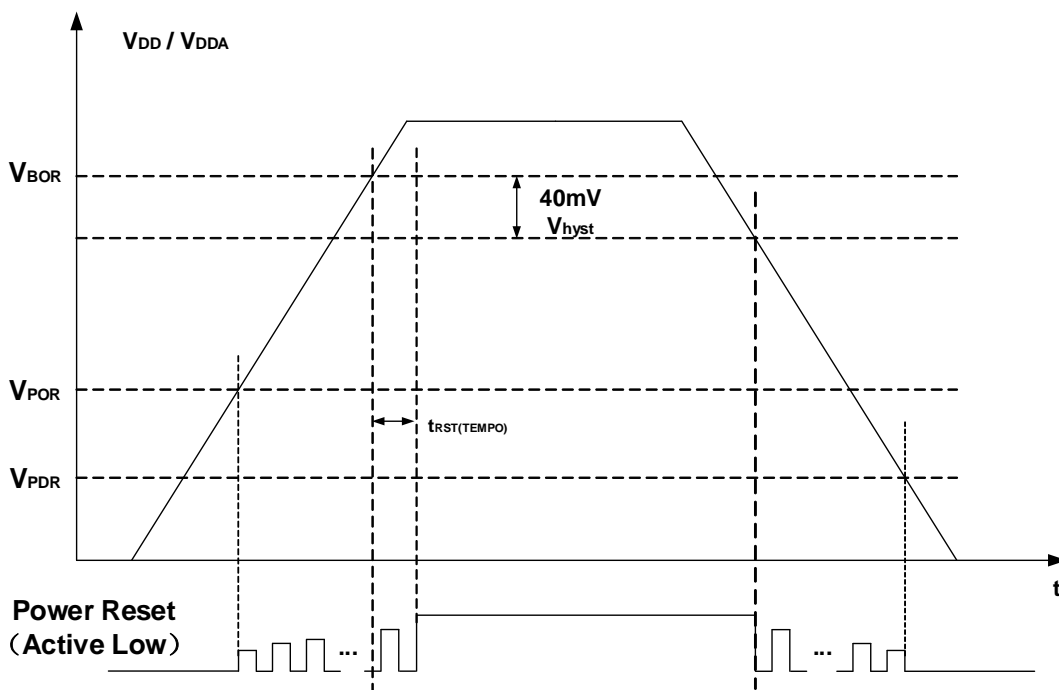 VDD / VDDA
VBOR
40mV
Vhyst
VPOR
tRST(TEMPO)
VPDR
t
Power Reset
（Active Low）
...
...